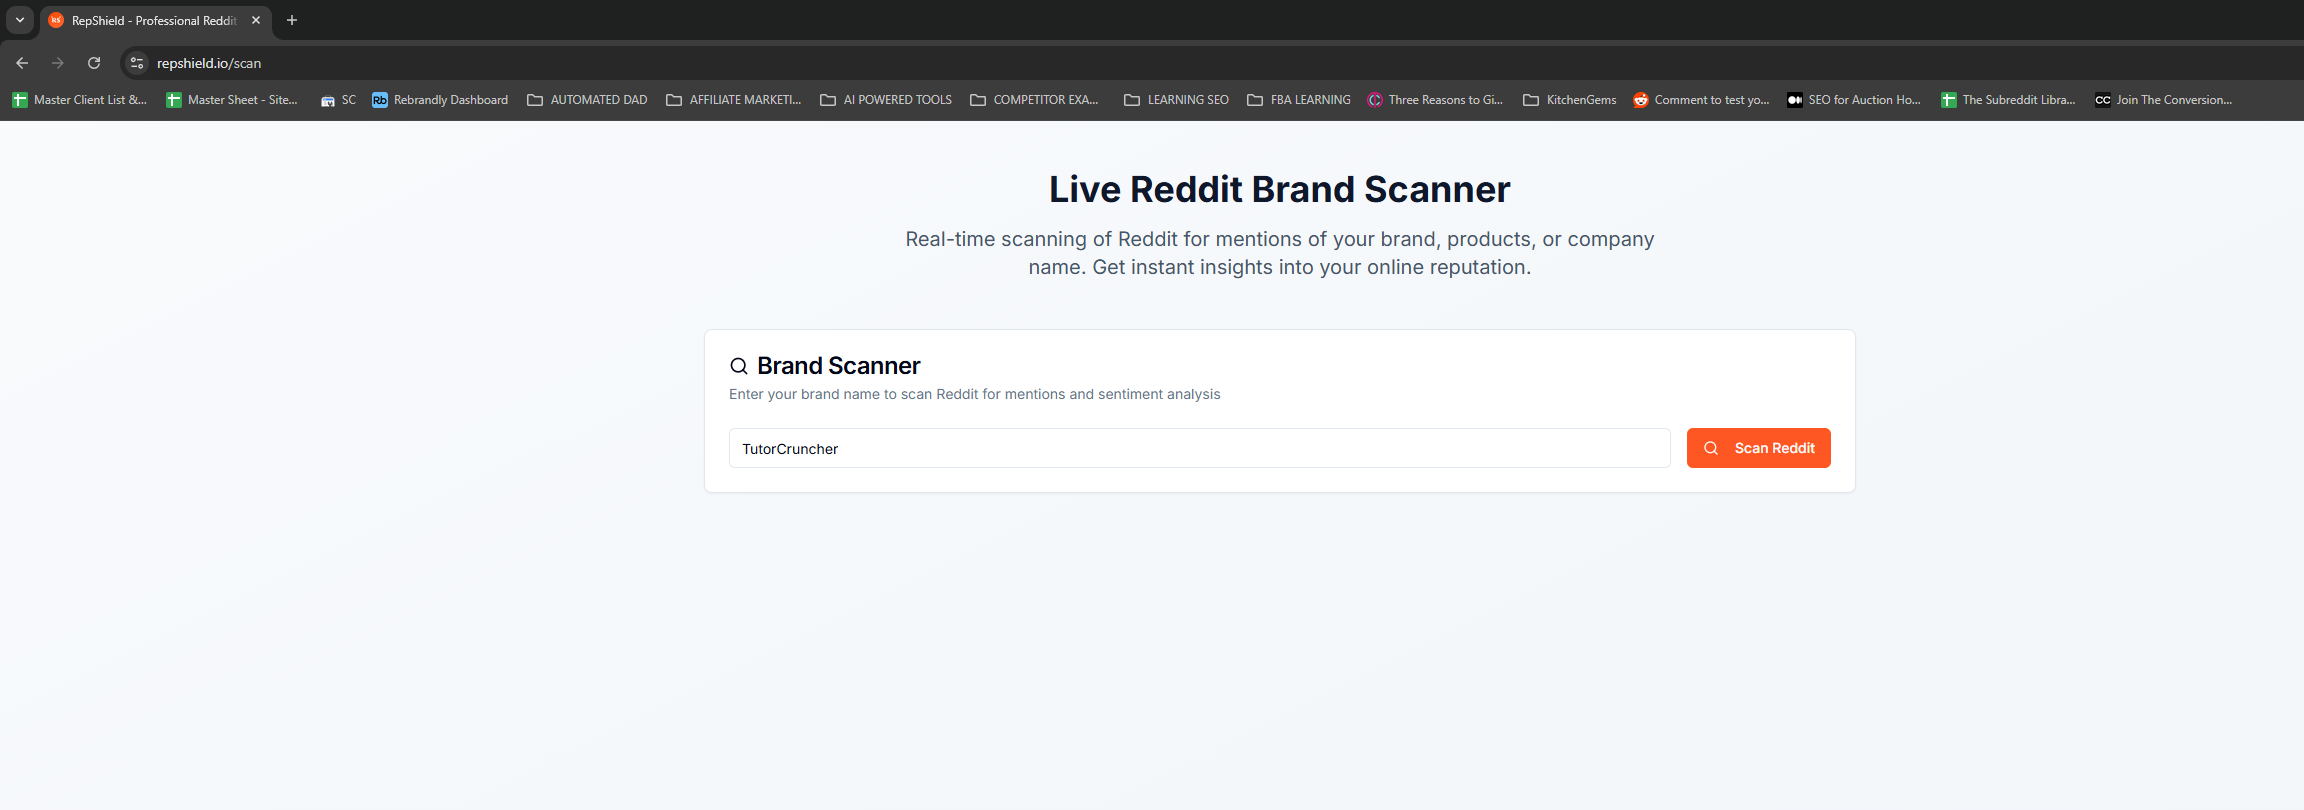 RS RepShield - Professional Reddit
repshield.io/scan
Master Client List &... Master Sheet - Site... SC Rb Rebrandly Dashboard AUTOMATED DAD AFFILIATE MARKETI... AI POWERED TOOLS COMPETITOR EXA... LEARNING SEO FBA LEARNING Three Reasons to Gi... KitchenGems Comment to test yo... SEO for Auction Ho... The Subreddit Libra... CC Join The Conversion...
Live Reddit Brand Scanner
Real-time scanning of Reddit for mentions of your brand, products, or company
name. Get instant insights into your online reputation.
Brand Scanner
Enter your brand name to scan Reddit for mentions and sentiment analysis
TutorCruncher Scan Reddit